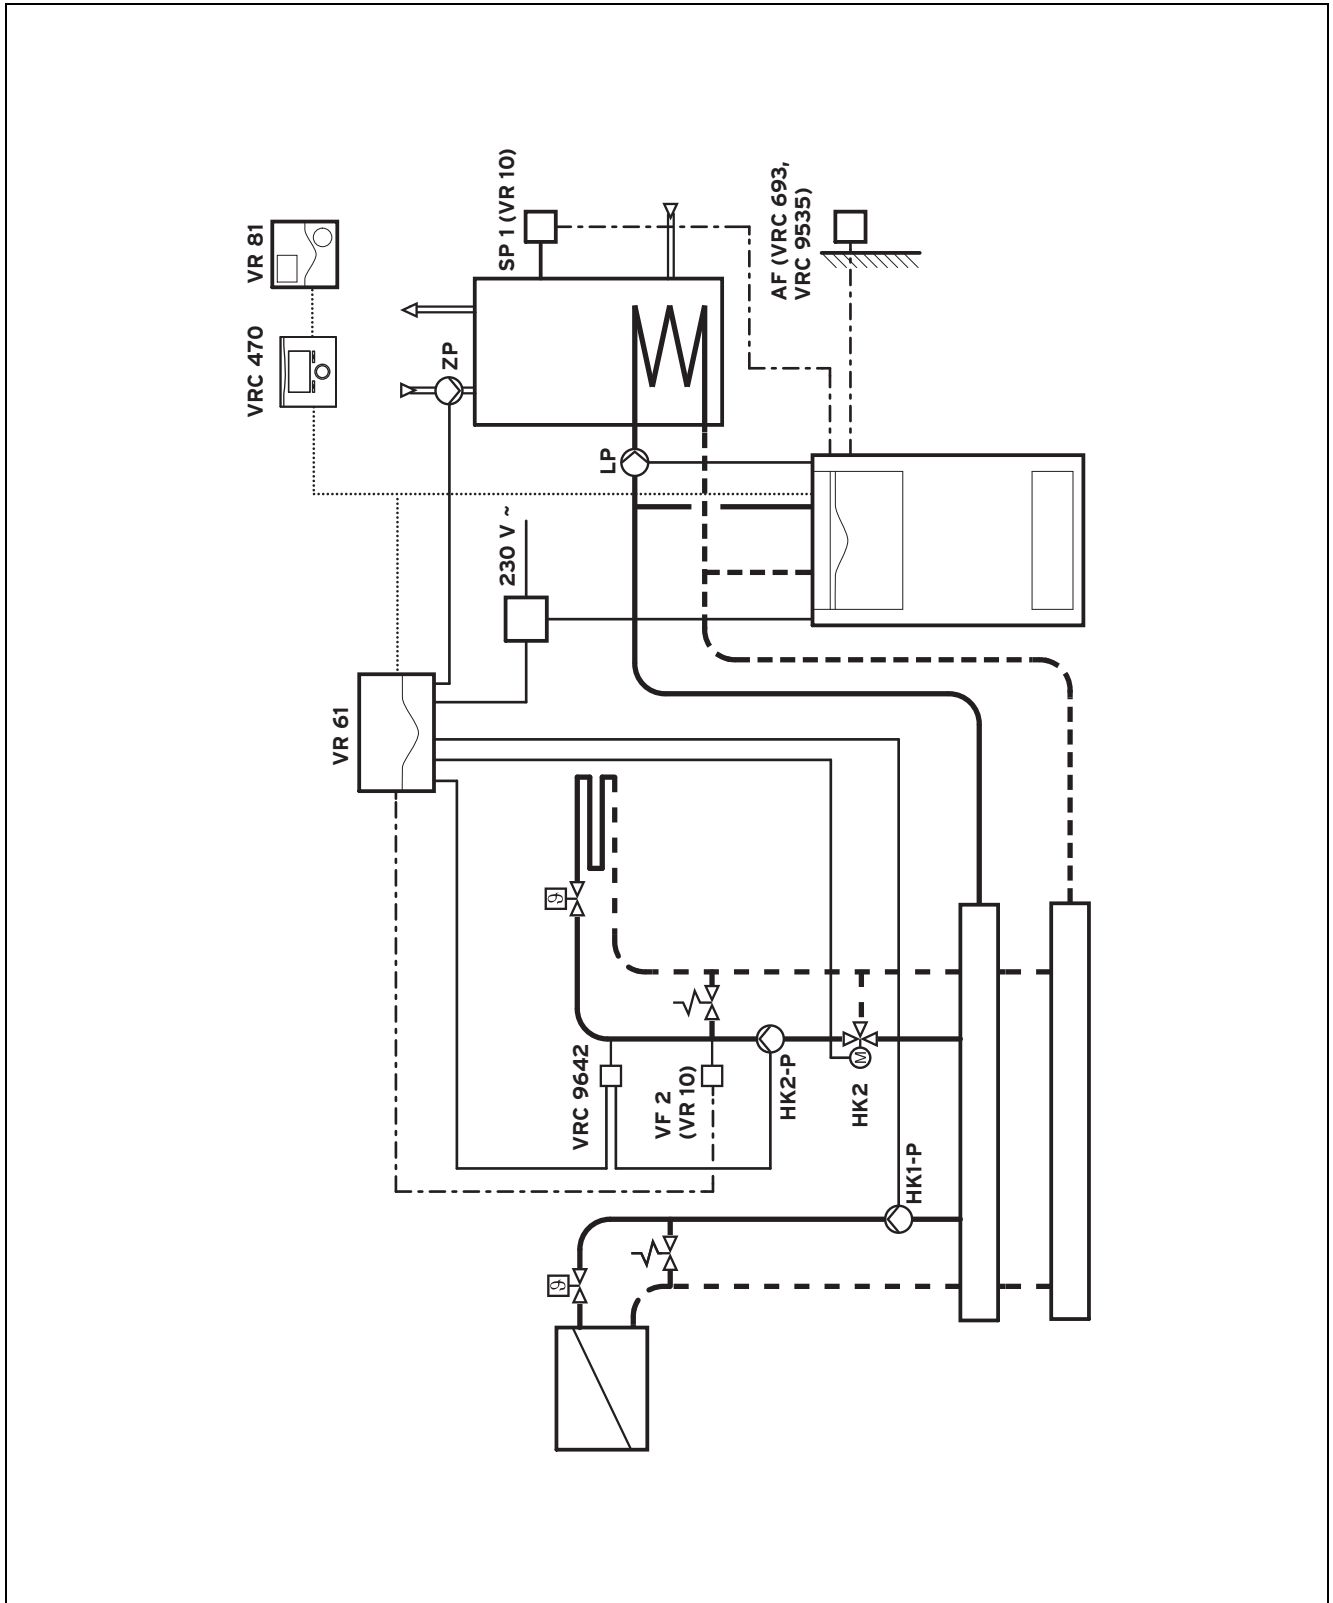 VR 81
VRC 470
SP 1 (VR 10)
AF (VRC 693,
VRC 9535)
ZP
LP
230 V ~
VR 61
ϑ
VRC 9642
VF 2
(VR 10)
HK2-P
M
HK2
HK1-P
ϑ